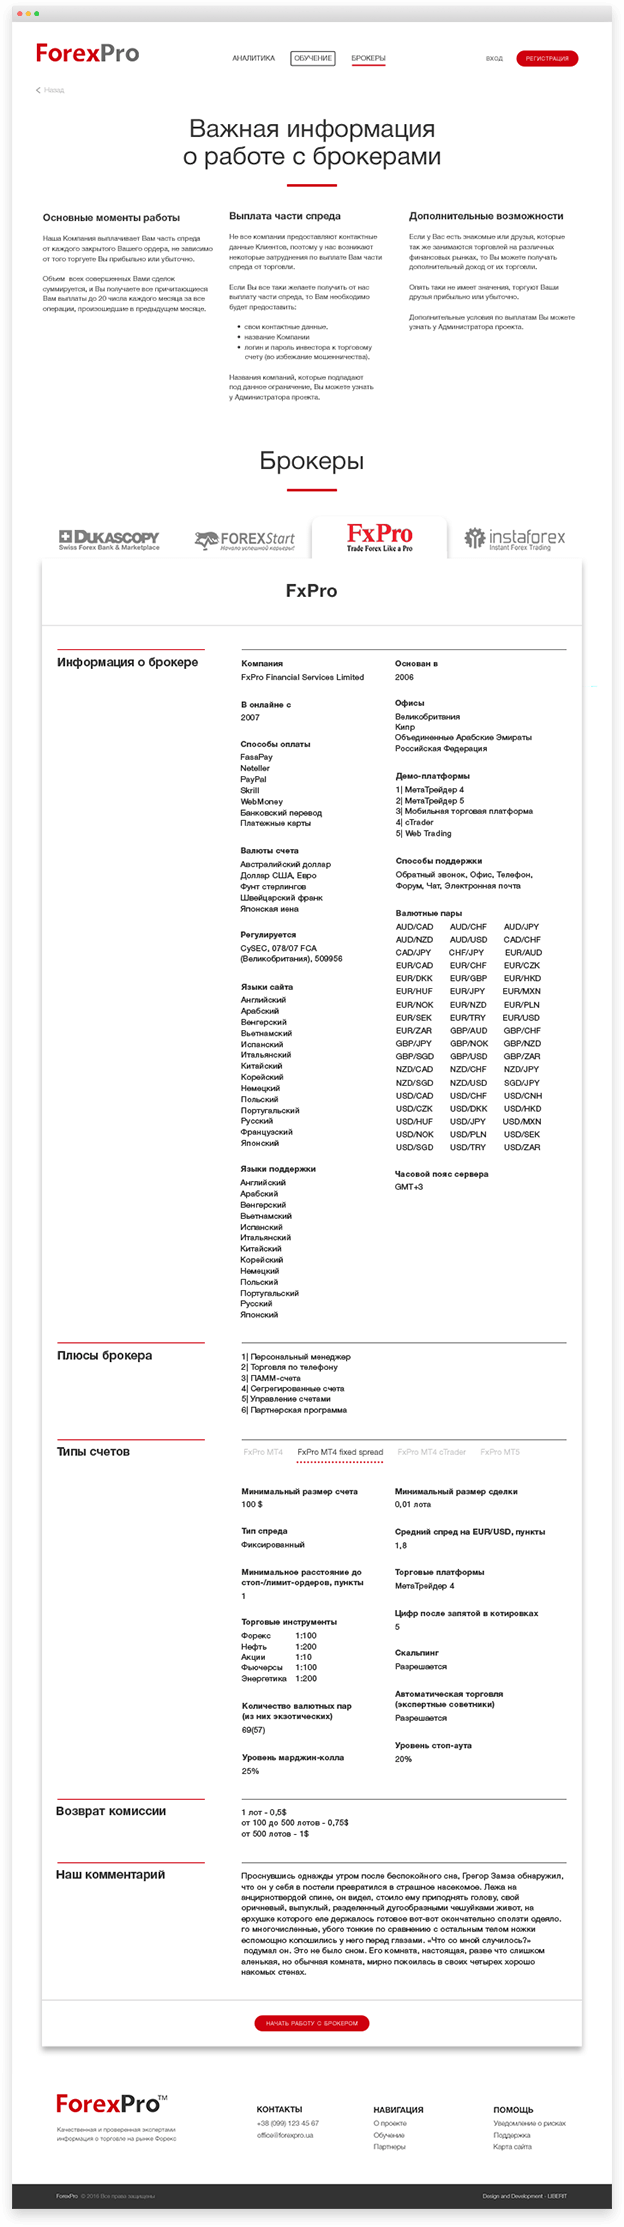 ForexPro
АНАЛИТИКА
ОБУЧЕНИЕ
БРОКЕРЫ
ВХОД
РЕГИСТРАЦИЯ
Назад
Важная информация
о работе с брокерами
Основные моменты работы
Наша Компания выплачивает Вам часть спреда
от каждого закрытого Вашего ордера, не зависимо
от того торгуете Вы прибыльно или убыточно.
Объем всех совершенных Вами сделок
суммируется, и Вы получаете все причитающиеся
Вам выплаты до 20 числа каждого месяца за все
операции, произошедшие в предыдущем месяце.
Выплата части спреда
Не все компании предоставляют контактные
данные Клиентов, поэтому у нас возникают
некоторые затруднения по выплате Вам части
спреда от торговли.
Если Вы все таки желаете получить от нас
выплату части спреда, то Вам необходимо
будет предоставить:
• свои контактные данные.
• название Компании
• логин и пароль инвестора к торговому
счету (во избежание мошенничества).
Названия компаний, которые подпадают
под данное ограничение, Вы можете узнать
у Администратора проекта.
Дополнительные возможности
Если у Вас есть знакомые или друзья, которые
так же занимаются торговлей на различных
финансовых рынках, то Вы можете получать
дополнительный доход от их торговли.
Опять таки не имеет значения, торгуют Ваши
друзья прибыльно или убыточно.
Дополнительные условия по выплатам Вы можете
узнать у Администратора проекта.
Брокеры
DUKASCOPY
Swiss Forex Bank & Marketplace
FOREXStart
Начало успешной карьеры!
FxPro
Trade Forex Like a Pro
instaforex
Instant Forex Trading
FxPro
Информация о брокере
Компания
FxPro Financial Services Limited
В онлайне с
2007
Способы оплаты
FasaPay
Neteller
PayPal
Skrill
WebMoney
Банковский перевод
Платежные карты
Валюты счета
Австралийский доллар
Доллар США, Евро
Фунт стерлингов
Швейцарский франк
Японская иена
Регулируется
CySEC, 078/07 FCA
(Великобритания), 509956
Языки сайта
Английский
Арабский
Венгерский
Вьетнамский
Испанский
Итальянский
Китайский
Корейский
Немецкий
Польский
Португальский
Русский
Французский
Японский
Языки поддержки
Английский
Арабский
Венгерский
Вьетнамский
Испанский
Итальянский
Китайский
Корейский
Немецкий
Польский
Португальский
Русский
Японский
Основан в
2006
Офисы
Великобритания
Кипр
Объединенные Арабские Эмираты
Российская Федерация
Демо-платформы
1| МетаТрейдер 4
2| МетаТрейдер 5
3| Мобильная торговая платформа
4| cTrader
5| Web Trading
Способы поддержки
Обратный звонок, Офис, Телефон,
Форум, Чат, Электронная почта
Валютные пары
AUD/CAD AUD/CHF AUD/JPY
AUD/NZD AUD/USD CAD/CHF
CAD/JPY CHF/JPY EUR/AUD
EUR/CAD EUR/CHF EUR/CZK
EUR/DKK EUR/GBP EUR/HKD
EUR/HUF EUR/JPY EUR/MXN
EUR/NOK EUR/NZD EUR/PLN
EUR/SEK EUR/TRY EUR/USD
EUR/ZAR GBP/AUD GBP/CHF
GBP/JPY GBP/NOK GBP/NZD
GBP/SGD GBP/USD GBP/ZAR
NZD/CAD NZD/CHF NZD/JPY
NZD/SGD NZD/USD SGD/JPY
USD/CAD USD/CHF USD/CNH
USD/CZK USD/DKK USD/HKD
USD/HUF USD/JPY USD/MXN
USD/NOK USD/PLN USD/SEK
USD/SGD USD/TRY USD/ZAR
Часовой пояс сервера
GMT+3
Плюсы брокера
1| Персональный менеджер
2| Торговля по телефону
3| ПАММ-счета
4| Сегрегированные счета
5| Управление счетами
6| Партнерская программа
Типы счетов
FxPro MT4
FxPro MT4 fixed spread
FxPro MT4 cTrader
FxPro MT5
Минимальный размер счета
100 $
Тип спреда
Фиксированный
Минимальное расстояние до
стоп-/лимит-ордеров, пункты
1
Торговые инструменты
Форекс 1:100
Нефть 1:200
Акции 1:10
Фьючерсы 1:100
Энергетика 1:200
Количество валютных пар
(из них экзотических)
69(57)
Уровень марджин-колла
25%
Минимальный размер сделки
0,01 лота
Средний спред на EUR/USD, пункты
1,8
Торговые платформы
МетаТрейдер 4
Цифр после запятой в котировках
5
Скальпинг
Разрешается
Автоматическая торговля
(экспертные советники)
Разрешается
Уровень стоп-аута
20%
Возврат комиссии
1 лот - 0,5$
от 100 до 500 лотов - 0,75$
от 500 лотов - 1$
Наш комментарий
Проснувшись однажды утром после беспокойного сна, Грегор Замза обнаружил,
что он у себя в постели превратился в страшное насекомое. Лежа на
анцирнотвердой спине, он видел, стоило ему приподнять голову, свой
оричневый, выпуклый, разделенный дугообразными чешуйками живот, на
ерхушке которого еле держалось готовое вот-вот окончательно сползти одеяло.
го многочисленные, убого тонкие по сравнению с остальным телом ножки
еспомощно копошились у него перед глазами. «Что со мной случилось?»
подумал он. Это не было сном. Его комната, настоящая, разве что слишком
аленькая, но обычная комната, мирно покоилась в своих четырех хорошо
накомых стенах.
НАЧАТЬ РАБОТУ С БРОКЕРОМ
ForexPro™
Качественная и проверенная экспертами
информация о торговле на рынке Форекс
КОНТАКТЫ
+38 (099) 123 45 67
office@forexpro.ua
НАВИГАЦИЯ
О проекте
Обучение
Партнеры
ПОМОЩЬ
Уведомление о рисках
Поддержка
Карта сайта
ForexPro © 2016 Все права защищены
Design and Development - LIBERIT